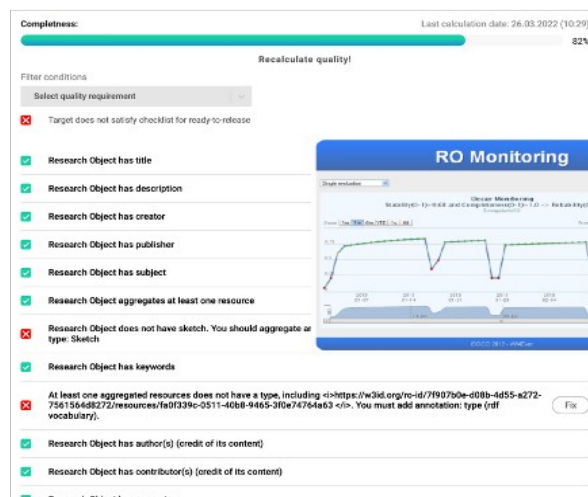 Completness:
Last calculation date: 26.03.2022 (10:29)
82%
Recalculate quality!
Filter conditions
Select quality requirement
Target does not satisfy checklist for ready-to-release
Research Object has title
RO Monitoring
Research Object has description
Research Object has creator
Research Object has publisher
Research Object has subject
Research Object aggregates at least one resource
Research Object does not have sketch. You should aggregate
type: Sketch
Research Object has keywords
At least one aggregated resources does not have a type, including <i>https://w3id.org/ro-id/7f907b0e-d08b-4d55-a272-
7561564d8272/resources/fa0f339c-0511-40b8-9465-3f0e74764a63 </i>. You must add annotation: type (rdf
vocabulary).
Fix
Research Object has author(s) (credit of its content)
Research Object has contributor(s) (credit of its content)